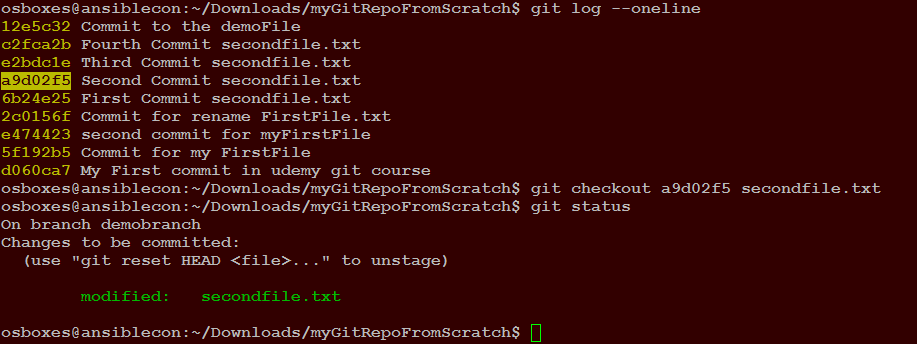 osboxes@ansiblecon:~/Downloads/myGitRepoFromScratch$ git log --oneline
12e5c32 Commit to the demoFile
c2fca2b Fourth Commit secondfile.txt
e2bdc1e Third Commit secondfile.txt
a9d02f5 Second Commit secondfile.txt
6b24e25 First Commit secondfile.txt
2c0156f Commit for rename FirstFile.txt
e474423 second commit for myFirstFile
5f192b5 Commit for my FirstFile
d060ca7 My First commit in udemy git course
osboxes@ansiblecon:~/Downloads/myGitRepoFromScratch$ git checkout a9d02f5 secondfile.txt
osboxes@ansiblecon:~/Downloads/myGitRepoFromScratch$ git status
On branch demobranch
Changes to be committed:
  (use "git reset HEAD <file>..." to unstage)
        modified:   secondfile.txt
osboxes@ansiblecon:~/Downloads/myGitRepoFromScratch$